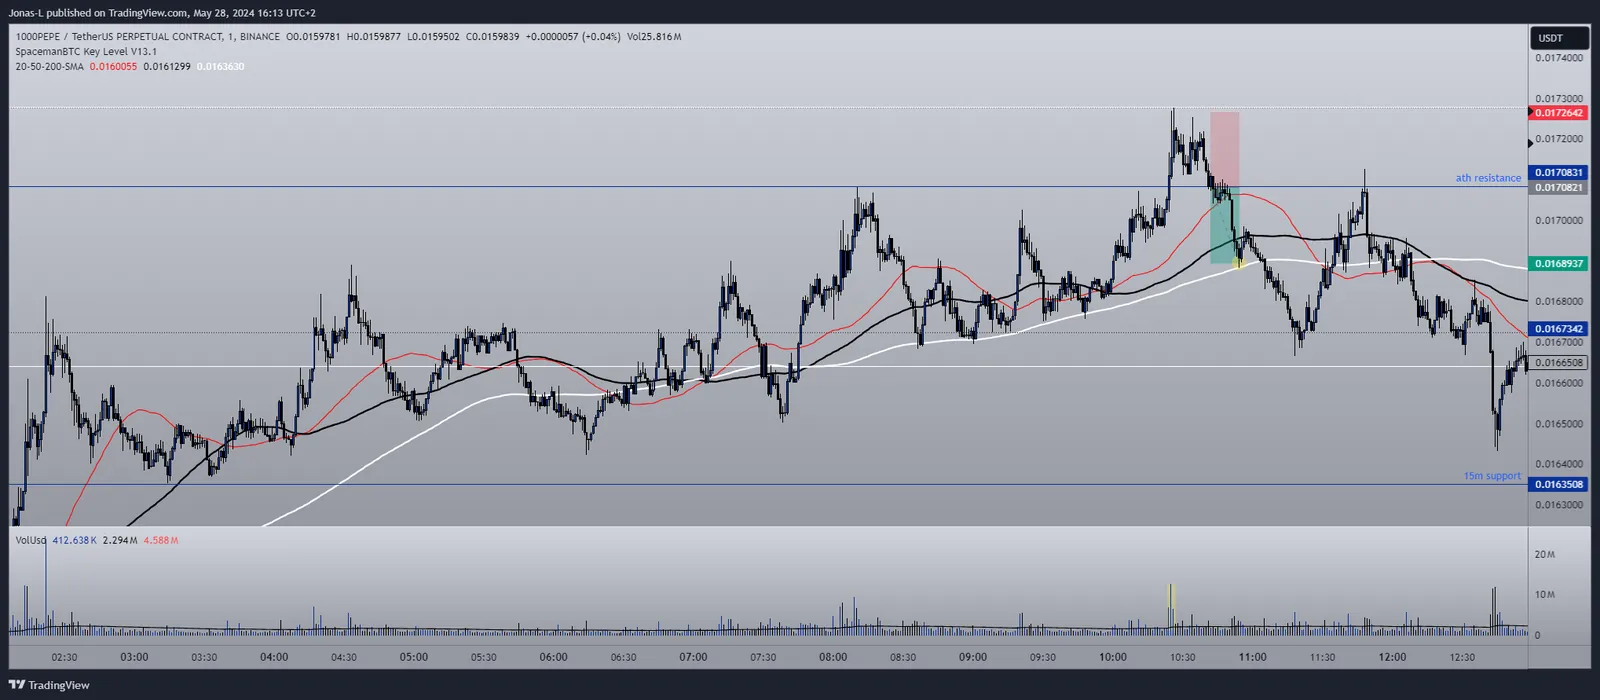 Jonas-L published on TradingView.com, May 28, 2024 16:13 UTC+2
1000PEPE / TetherUS PERPETUAL CONTRACT, 1, BINANCE O0.0159781 H0.0159877 L0.0159502 C0.0159839 +0.0000057 (+0.04%) Vol25.816M
SpacemanBTC Key Level V13.1
20-50-200-SMA 0.0160055 0.0161299 0.0163630
USDT
0.0174000
0.0173000
0.0172642
0.0172000
0.0170831
ath resistance
0.0170821
0.0170000
0.0168937
0.0168000
0.0167342
0.0167000
0.0166508
0.0166000
0.0165000
0.0164000
15m support
0.0163508
0.0163000
VolUsd 412.638K 2.294M 4.588M
20M
10M
0
02:30 03:00 03:30 04:00 04:30 05:00 05:30 06:00 06:30 07:00 07:30 08:00 08:30 09:00 09:30 10:00 10:30 11:00 11:30 12:00 12:30
TradingView